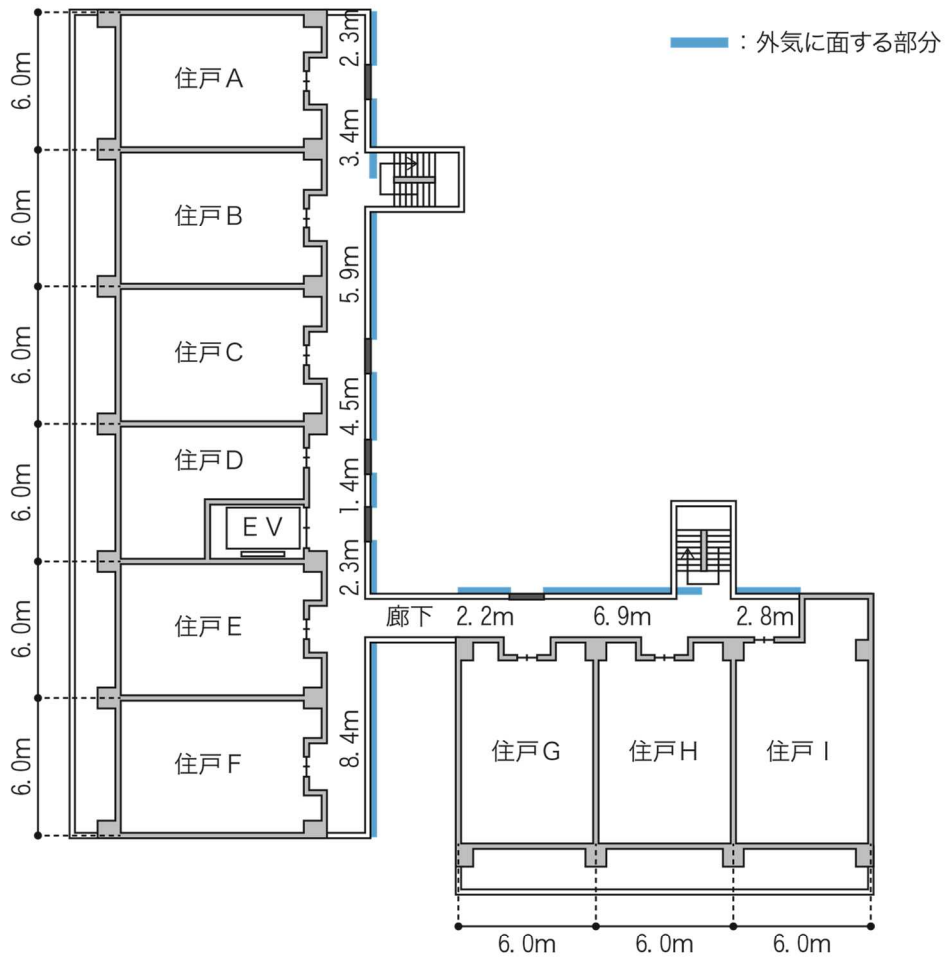 ：外気に面する部分
2.3m
6.0m
住戸A
3.4m
6.0m
住戸B
5.9m
6.0m
住戸C
4.5m
6.0m
住戸D
1.4m
EV
2.3m
6.0m
住戸E
廊下
2.2m
6.9m
2.8m
6.0m
住戸F
8.4m
住戸G
住戸H
住戸I
6.0m
6.0m
6.0m